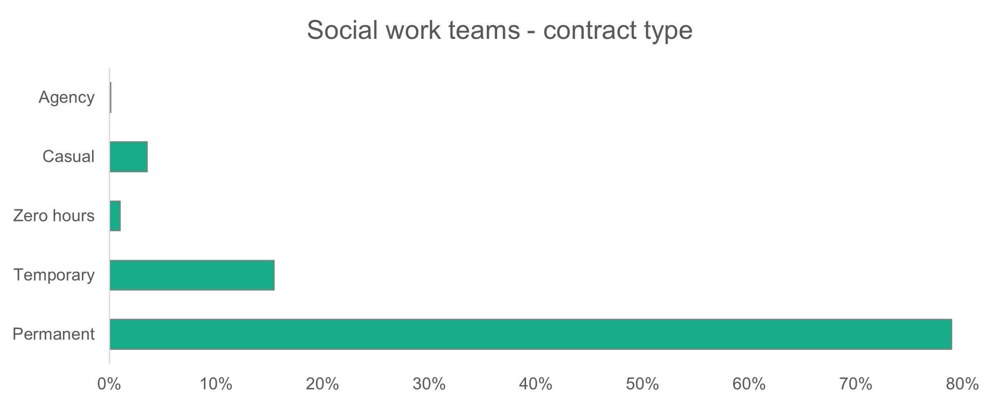 Social work teams - contract type
Agency
Casual
Zero hours
Temporary
Permanent
0% 10% 20% 30% 40% 50% 60% 70% 80%